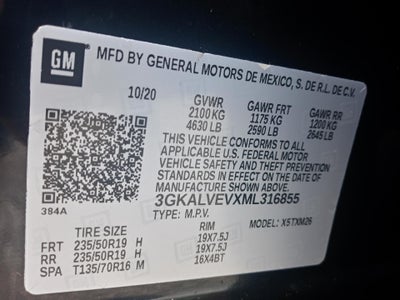 GM
MFD BY GENERAL MOTORS DE MEXICO, S. DE R.L. DE C.V.
10/20 GVWR GAWR FRT GAWR RR
2100 KG 1175 KG 1200 KG
4630 LB 2590 LB 2645 LB
THIS VEHICLE CONFORMS TO ALL
APPLICABLE U.S. FEDERAL MOTOR
VEHICLE SAFETY AND THEFT PREVENTION
STANDARDS IN EFFECT ON THE DATE OF
MANUFACTURE SHOWN ABOVE.
384A 3GKALVEVXML316855
TYPE: M.P.V. MODEL: X5TXM26
TIRE SIZE RIM
FRT 235/50R19 H 19X7.5J
RR 235/50R19 H 19X7.5J
SPA T135/70R16 M 16X4BT